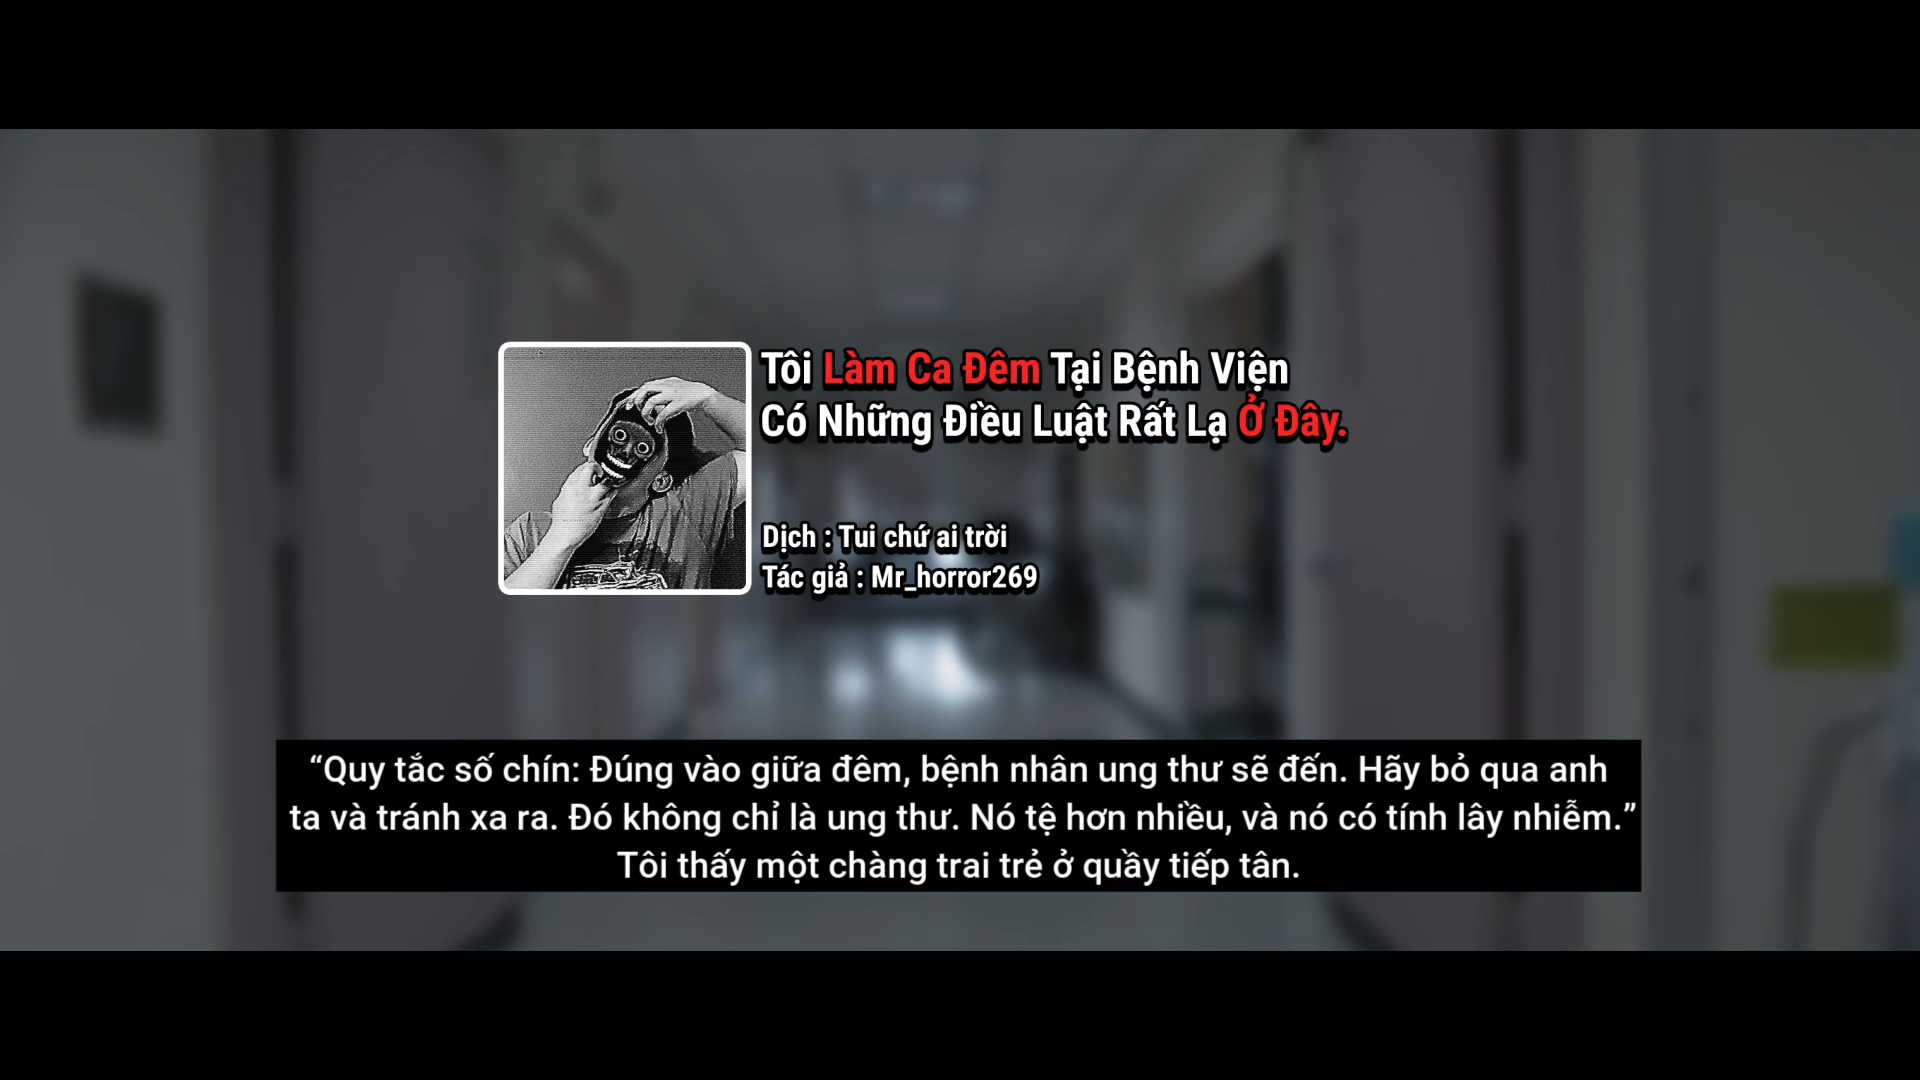 Tôi Làm Ca Đêm Tại Bệnh Viện
Có Những Điều Luật Rất Lạ Ở Đây.
Dịch : Tui chứ ai trời
Tác giả : Mr_horror269
“Quy tắc số chín: Đúng vào giữa đêm, bệnh nhân ung thư sẽ đến. Hãy bỏ qua anh
ta và tránh xa ra. Đó không chỉ là ung thư. Nó tệ hơn nhiều, và nó có tính lây nhiễm.”
Tôi thấy một chàng trai trẻ ở quầy tiếp tân.